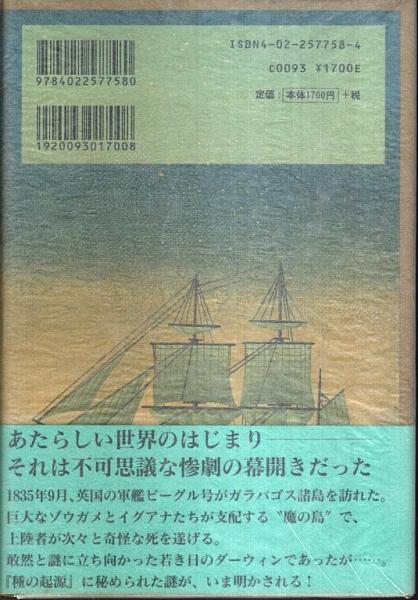 ISBN4-02-257758-4
9784022577580
C0093 ¥1700E
定価：本体1700円＋税
1920093017008
あたらしい世界のはじまり――
それは不可思議な惨劇の幕開きだった
1835年9月、英国の軍艦ビーグル号がガラパゴス諸島を訪れた。
巨大なゾウガメとイグアナたちが支配する〝魔の島〟で、
上陸者が次々と奇怪な死を遂げる。
敢然と謎に立ち向かった若き日のダーウィンであったが……。
『種の起源』に秘められた謎が、いま明かされる！